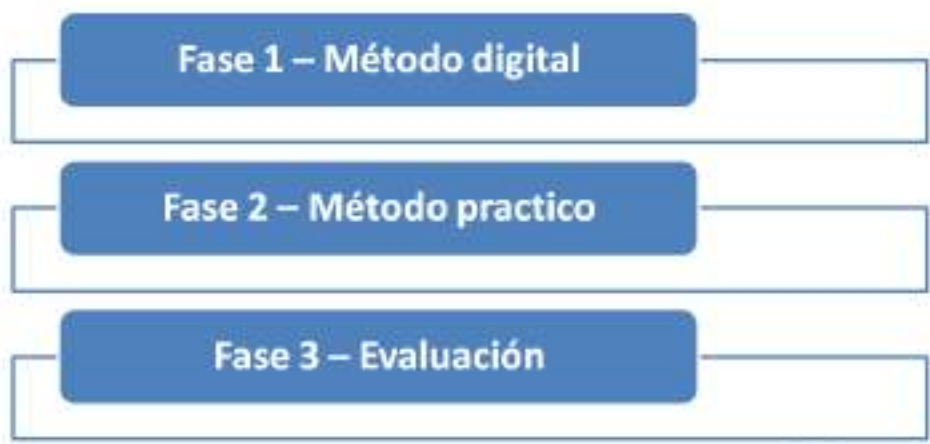 Fase 1 – Método digital
Fase 2 – Método practico
Fase 3 – Evaluación